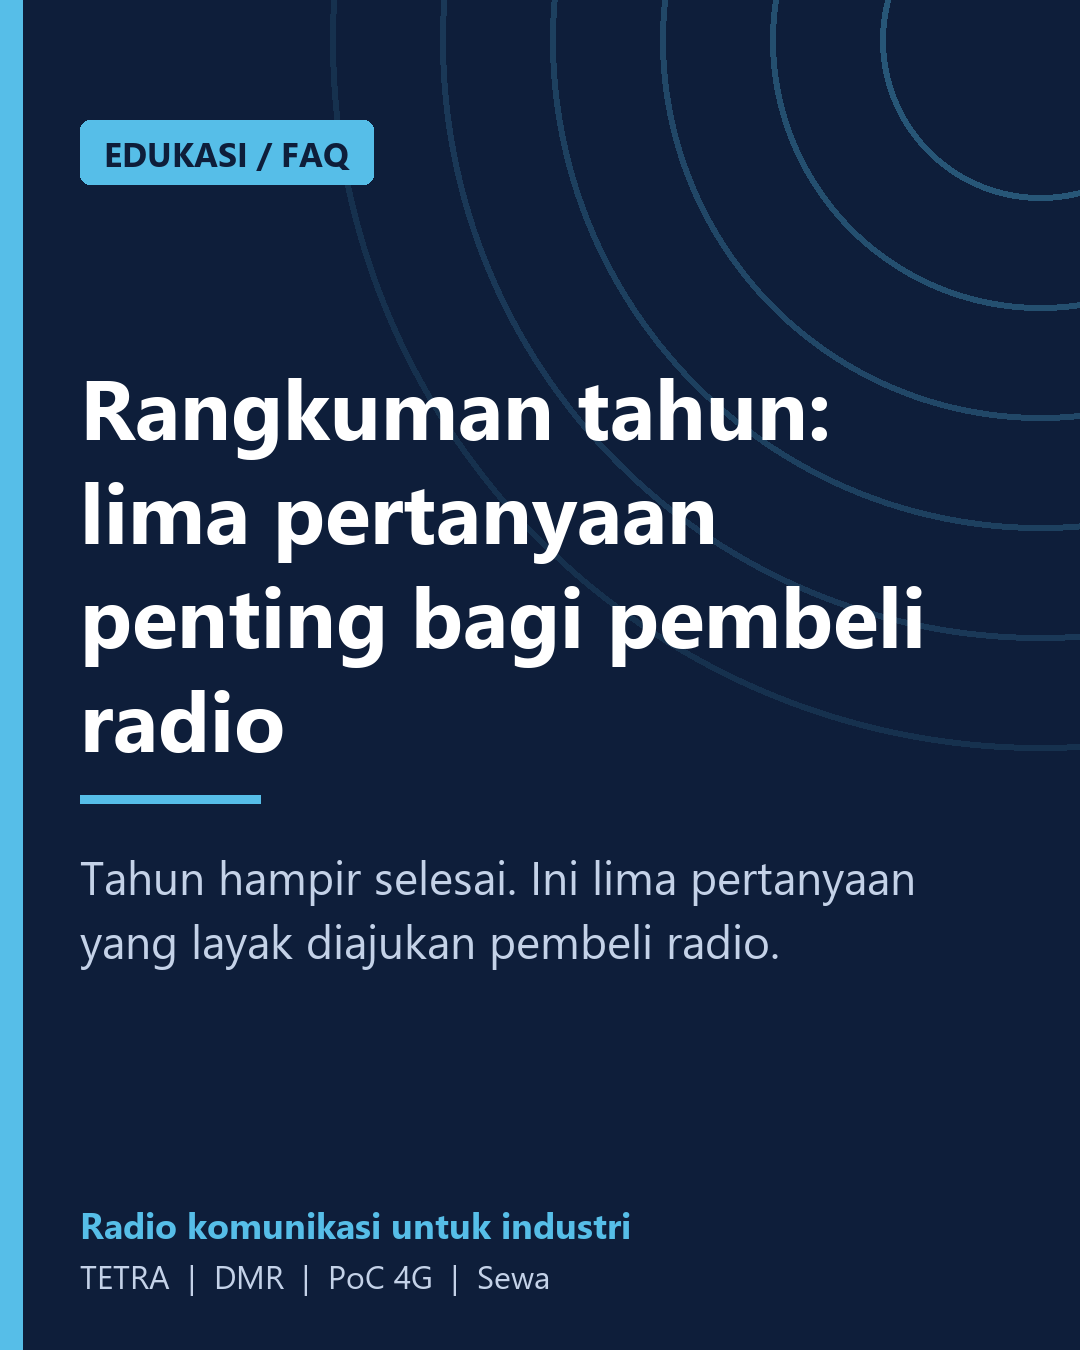 EDUKASI / FAQ
Rangkuman tahun:
lima pertanyaan
penting bagi pembeli
radio
Tahun hampir selesai. Ini lima pertanyaan
yang layak diajukan pembeli radio.
Radio komunikasi untuk industri
TETRA | DMR | PoC 4G | Sewa